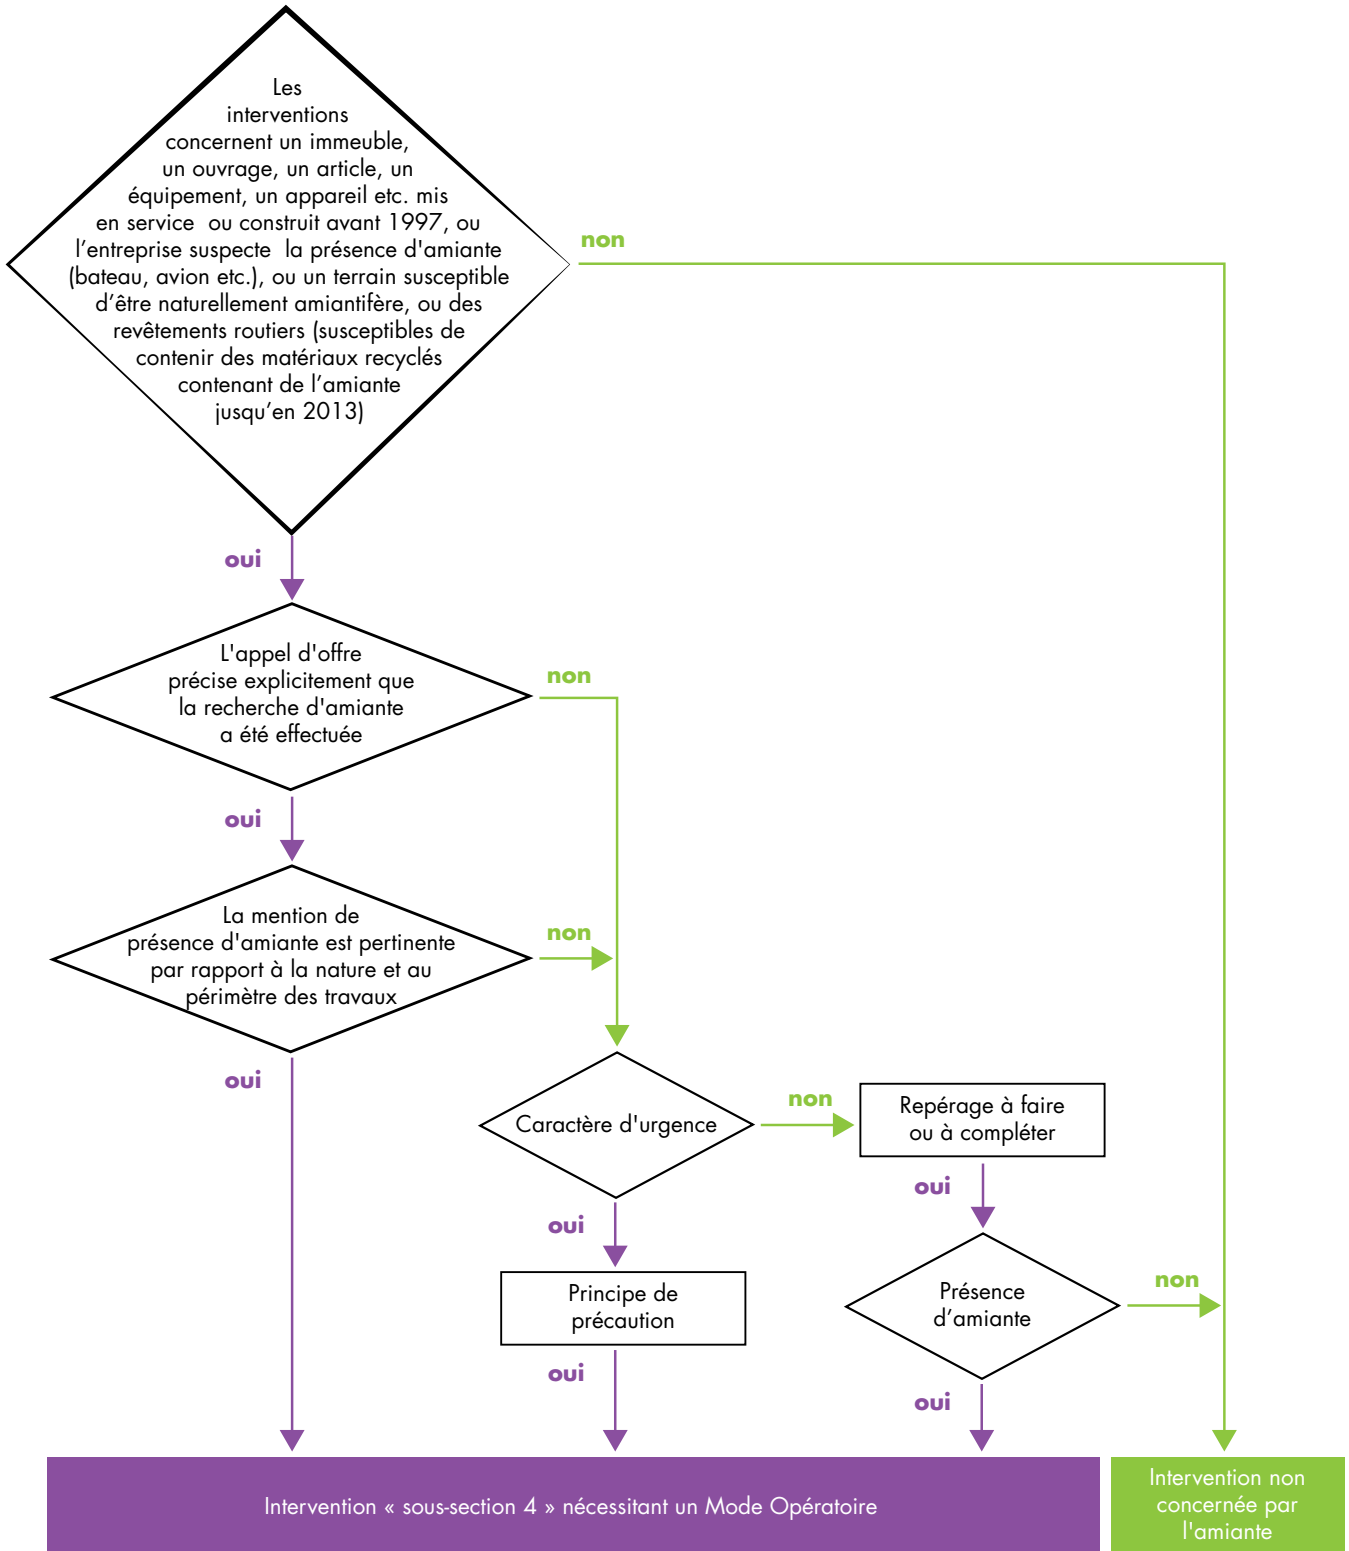 Les
interventions
concernent un immeuble,
un ouvrage, un article, un
équipement, un appareil etc. mis
en service ou construit avant 1997, ou
l’entreprise suspecte la présence d'amiante
(bateau, avion etc.), ou un terrain susceptible
d’être naturellement amiantifère, ou des
revêtements routiers (susceptibles de
contenir des matériaux recyclés
contenant de l’amiante
jusqu’en 2013)
non
oui
L'appel d'offre
précise explicitement que
la recherche d'amiante
a été effectuée
non
oui
La mention de
présence d'amiante est pertinente
par rapport à la nature et au
périmètre des travaux
non
oui
Caractère d'urgence
non
Repérage à faire
ou à compléter
oui
oui
Principe de
précaution
Présence
d’amiante
non
oui
oui
Intervention « sous-section 4 » nécessitant un Mode Opératoire
Intervention non
concernée par
l'amiante